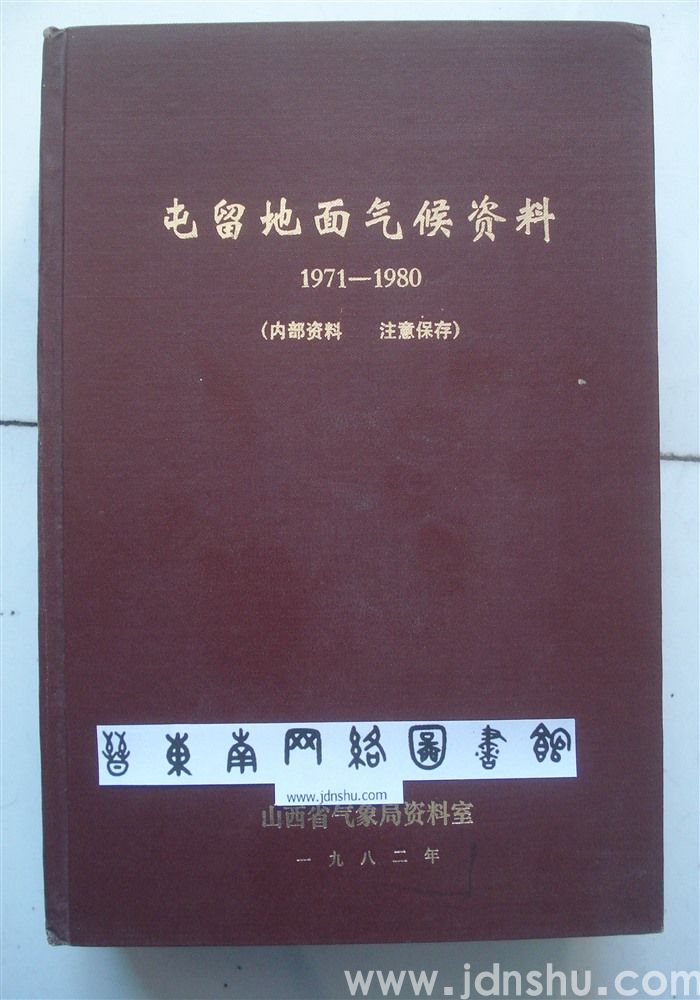 屯留地面气候资料
1971—1980
(内部资料 注意保存)
晉東南网絡圖書館
www.jdnshu.com
山西省气象局资料室
一九八二年
www.jdnshu.com